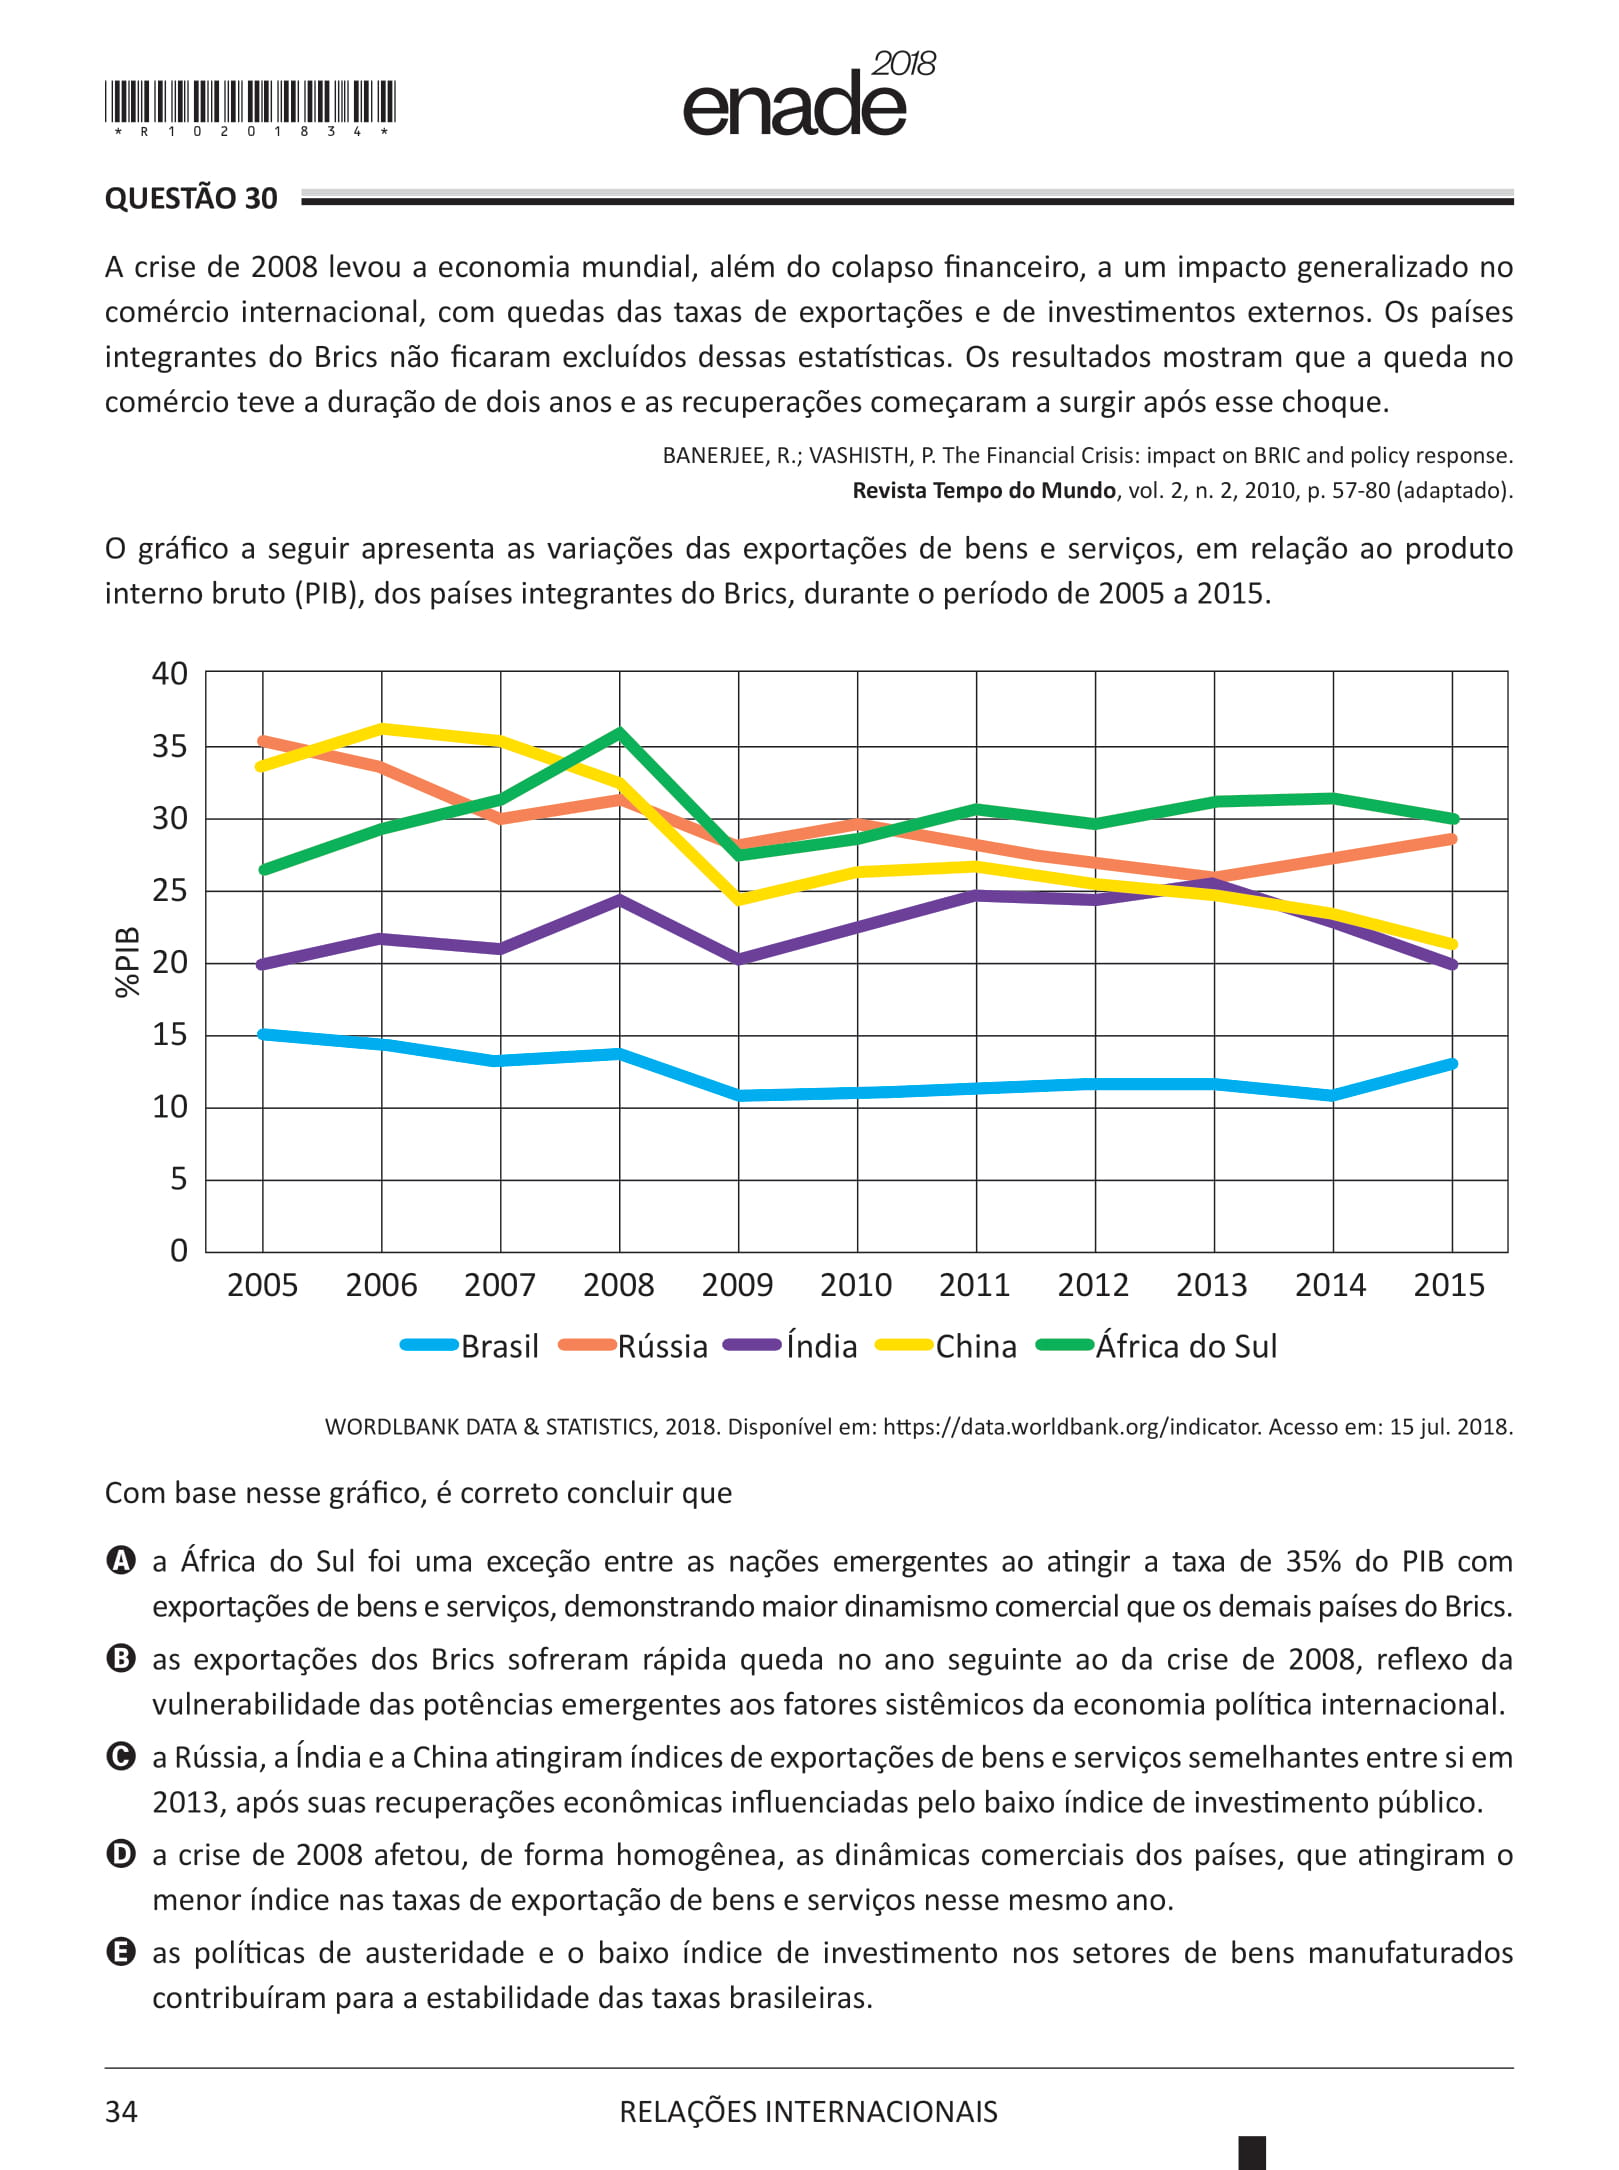 *R10201834*
enade 2018
QUESTÃO 30
A crise de 2008 levou a economia mundial, além do colapso financeiro, a um impacto generalizado no
comércio internacional, com quedas das taxas de exportações e de investimentos externos. Os países
integrantes do Brics não ficaram excluídos dessas estatísticas. Os resultados mostram que a queda no
comércio teve a duração de dois anos e as recuperações começaram a surgir após esse choque.
BANERJEE, R.; VASHISTH, P. The Financial Crisis: impact on BRIC and policy response.
Revista Tempo do Mundo, vol. 2, n. 2, 2010, p. 57-80 (adaptado).
O gráfico a seguir apresenta as variações das exportações de bens e serviços, em relação ao produto
interno bruto (PIB), dos países integrantes do Brics, durante o período de 2005 a 2015.
%PIB
40
35
30
25
20
15
10
5
0
2005 2006 2007 2008 2009 2010 2011 2012 2013 2014 2015
Brasil Rússia Índia China África do Sul
WORDLBANK DATA & STATISTICS, 2018. Disponível em: https://data.worldbank.org/indicator. Acesso em: 15 jul. 2018.
Com base nesse gráfico, é correto concluir que
A a África do Sul foi uma exceção entre as nações emergentes ao atingir a taxa de 35% do PIB com
exportações de bens e serviços, demonstrando maior dinamismo comercial que os demais países do Brics.
B as exportações dos Brics sofreram rápida queda no ano seguinte ao da crise de 2008, reflexo da
vulnerabilidade das potências emergentes aos fatores sistêmicos da economia política internacional.
C a Rússia, a Índia e a China atingiram índices de exportações de bens e serviços semelhantes entre si em
2013, após suas recuperações econômicas influenciadas pelo baixo índice de investimento público.
D a crise de 2008 afetou, de forma homogênea, as dinâmicas comerciais dos países, que atingiram o
menor índice nas taxas de exportação de bens e serviços nesse mesmo ano.
E as políticas de austeridade e o baixo índice de investimento nos setores de bens manufaturados
contribuíram para a estabilidade das taxas brasileiras.
34
RELAÇÕES INTERNACIONAIS